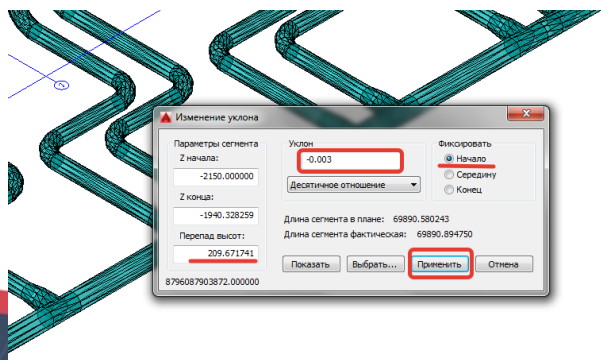 2
Изменение уклона
Параметры сегмента
Z начала:
-2150.000000
Z конца:
-1940.328259
Перепад высот:
209.671741
8796087903872.000000
Уклон
-0.003
Десятичное отношение
Фиксировать
Начало
Середину
Конец
Длина сегмента в плане: 69890.580243
Длина сегмента фактическая: 69890.894750
Показать Выбрать... Применить Отмена